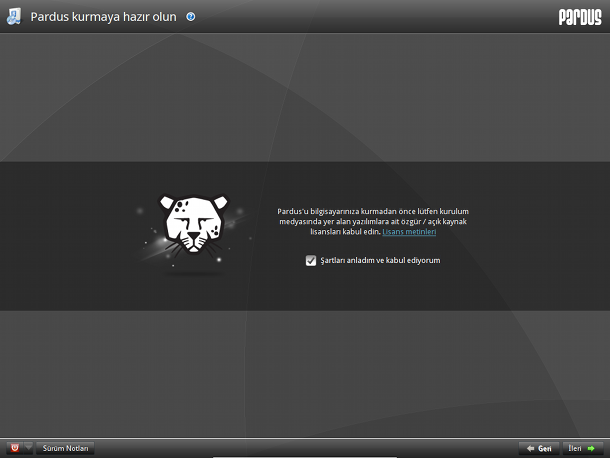 Pardus kurmaya hazır olun
PARDUS
Pardus'u bilgisayarınıza kurmadan önce lütfen kurulum
medyasında yer alan yazılımlara ait özgür / açık kaynak
lisansları kabul edin. Lisans metinleri
Şartları anladım ve kabul ediyorum
Sürüm Notları
Geri
İleri